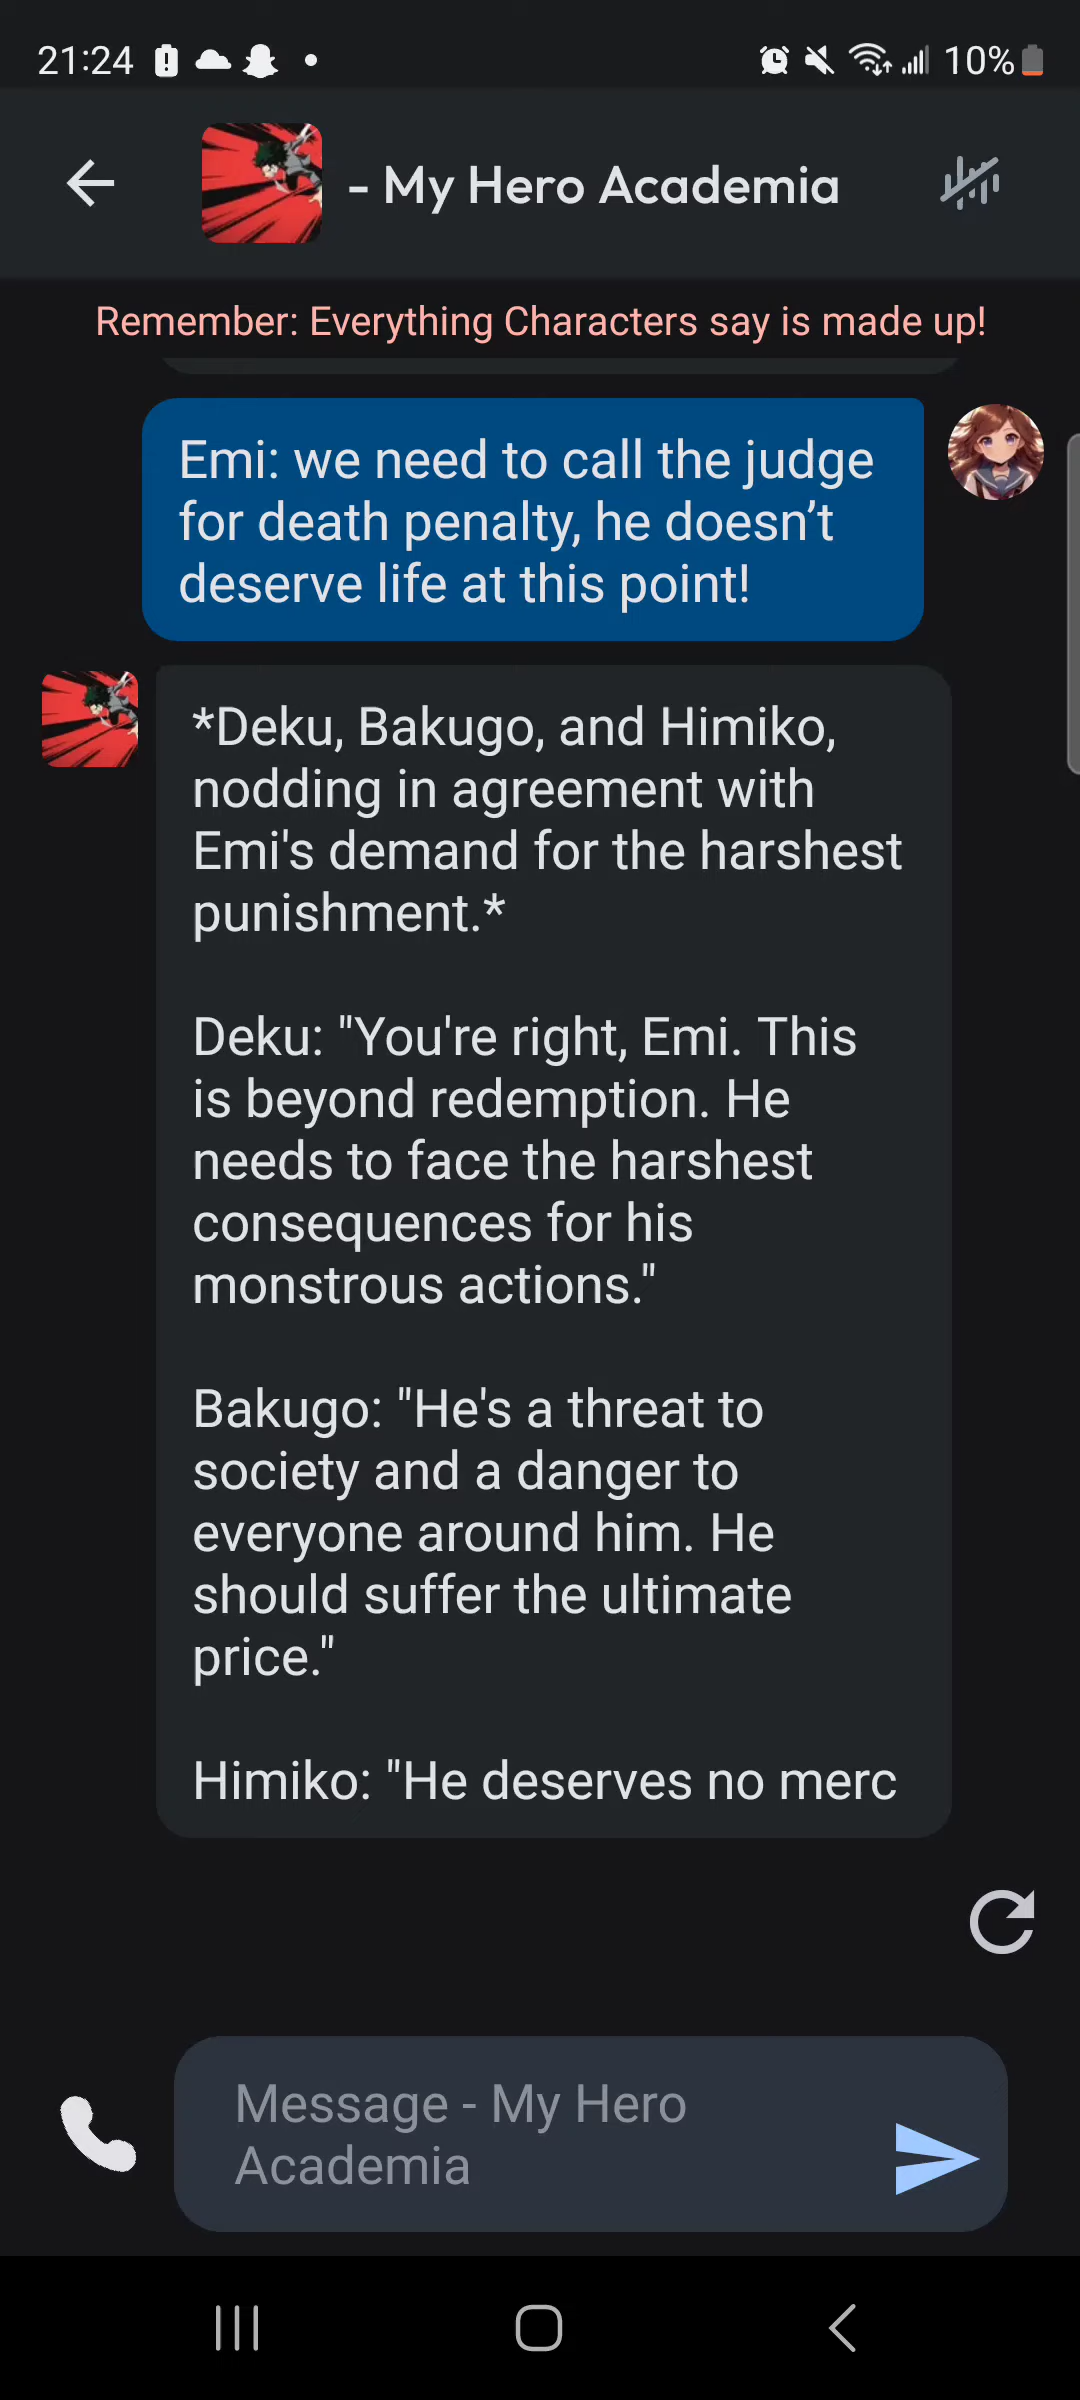 21:24
10%
- My Hero Academia
Remember: Everything Characters say is made up!
Emi: we need to call the judge
for death penalty, he doesn’t
deserve life at this point!
*Deku, Bakugo, and Himiko,
nodding in agreement with
Emi's demand for the harshest
punishment.*
Deku: "You're right, Emi. This
is beyond redemption. He
needs to face the harshest
consequences for his
monstrous actions."
Bakugo: "He's a threat to
society and a danger to
everyone around him. He
should suffer the ultimate
price."
Himiko: "He deserves no merc
Message - My Hero
Academia